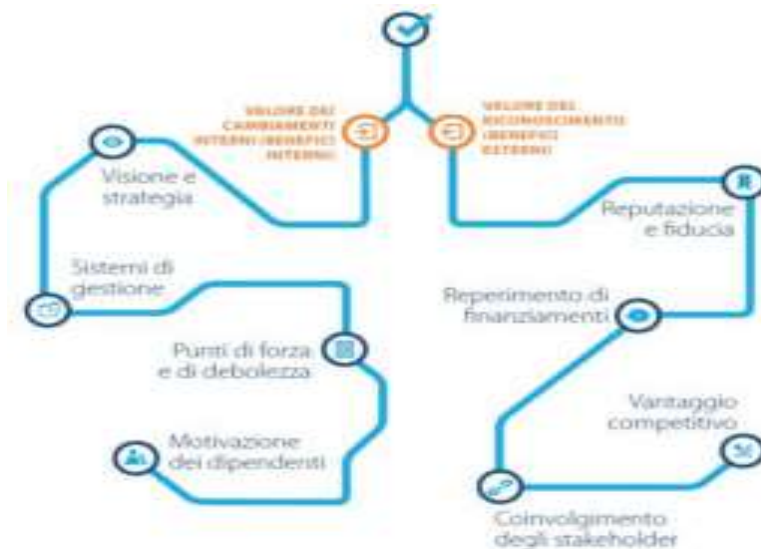 VALORE DEI
CAMBIAMENTI
INTERNI (BENEFICI
INTERNI)
VALORE DEL
RICONOSCIMENTO
(BENEFICI
ESTERNI)
Visione e
strategia
Reputazione
e fiducia
Sistemi di
gestione
Reperimento di
finanziamenti
Punti di forza
e di debolezza
Vantaggio
competitivo
Motivazione
dei dipendenti
Coinvolgimento
degli stakeholder